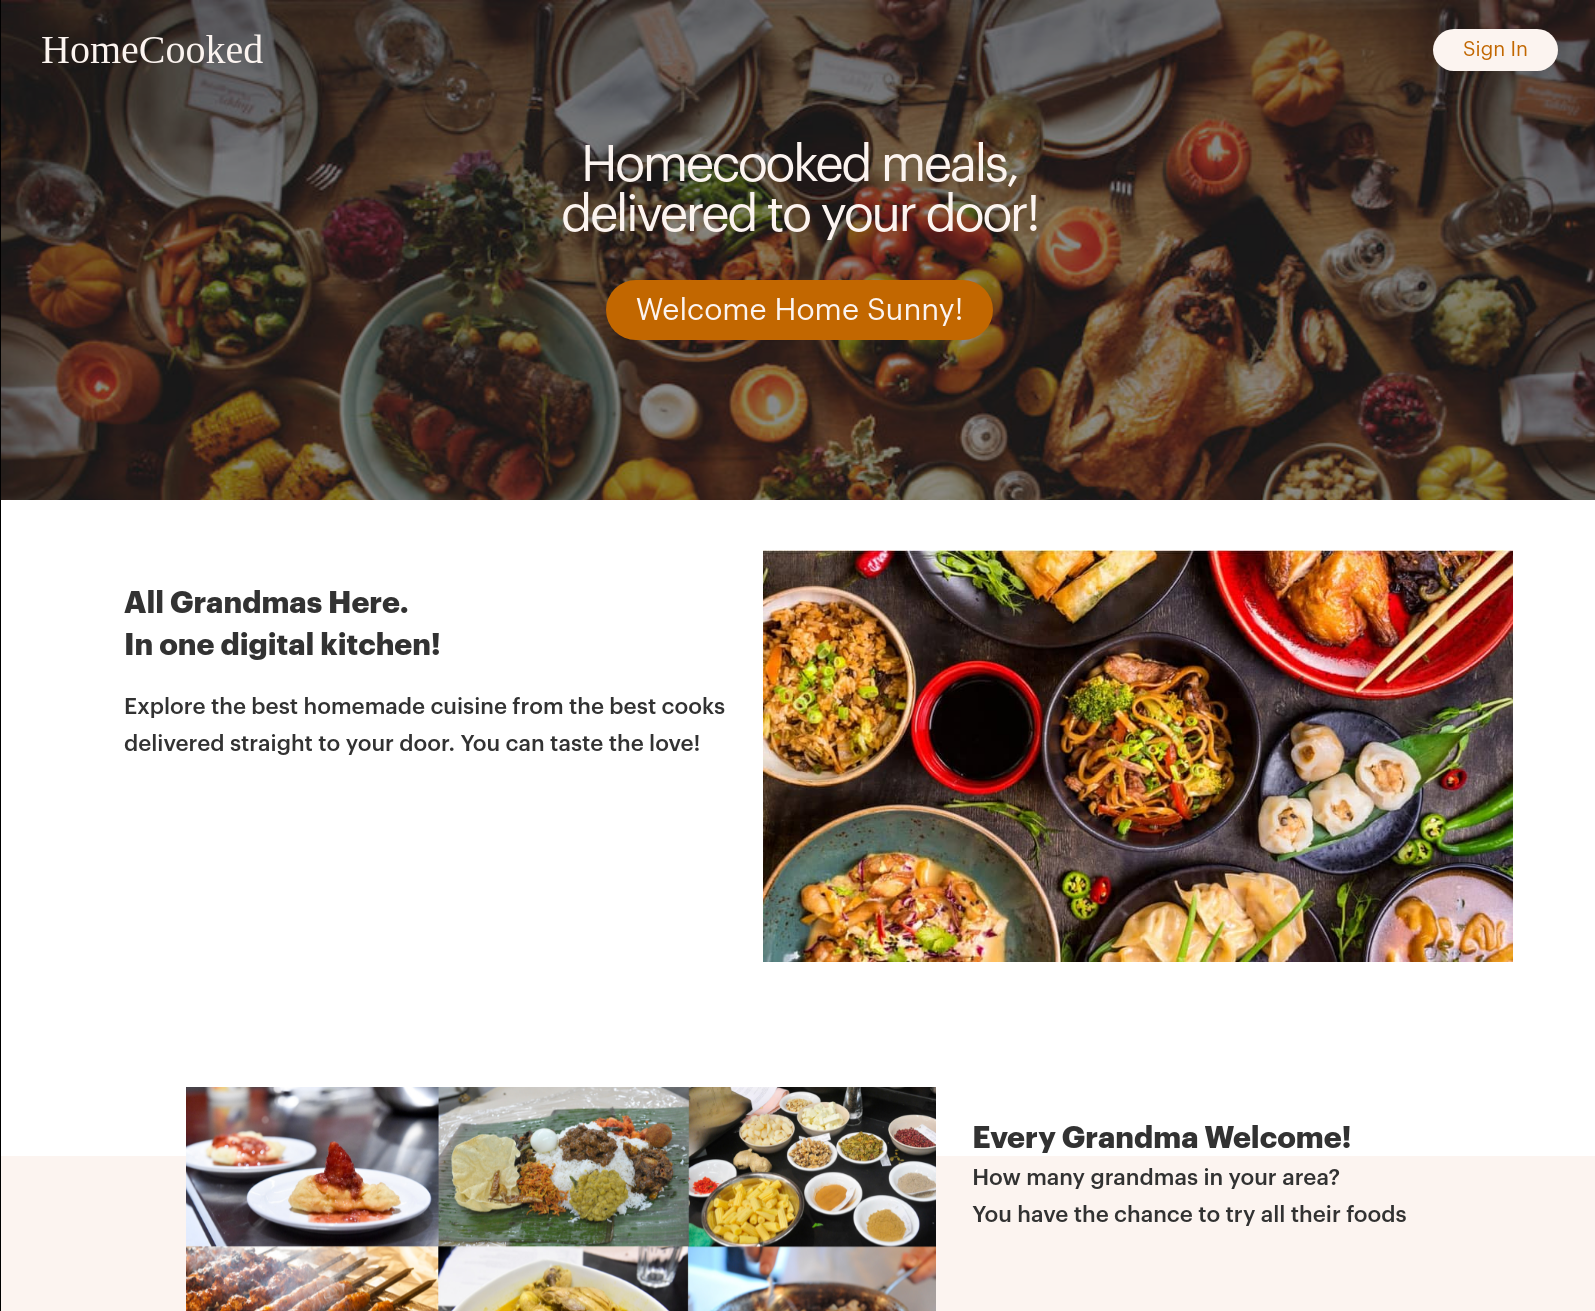 HomeCooked
Sign In
Homecooked meals,
delivered to your door!
Welcome Home Sunny!
All Grandmas Here.
In one digital kitchen!
Explore the best homemade cuisine from the best cooks
delivered straight to your door. You can taste the love!
Every Grandma Welcome!
How many grandmas in your area?
You have the chance to try all their foods